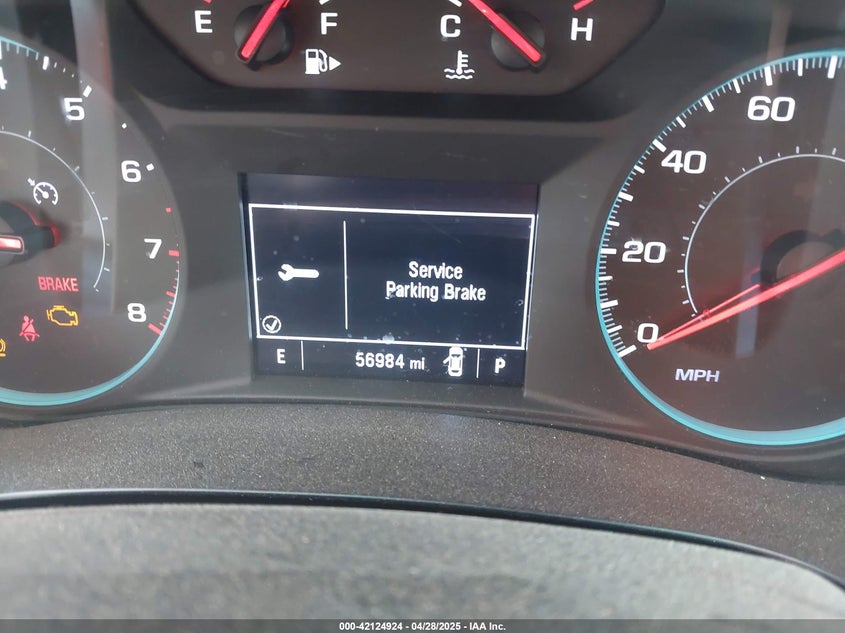 E F C H
4 5 6 7 8
BRAKE
Service
Parking Brake
E 56984 mi P
0 20 40 60
MPH
000-42124924 / 04/28/2025 - IAA Inc.